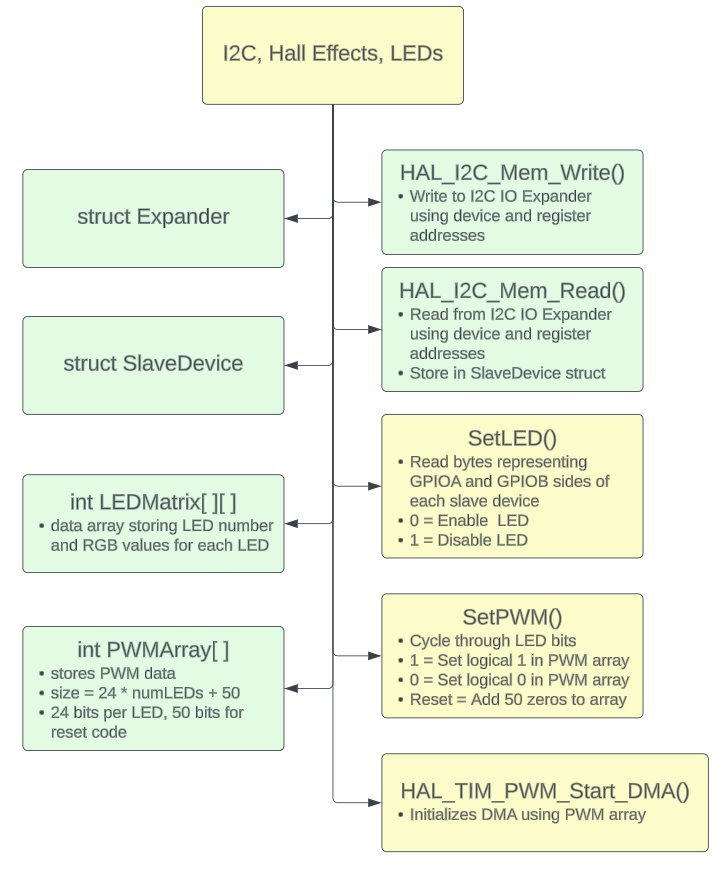 I2C, Hall Effects, LEDs
struct Expander
struct SlaveDevice
int LEDMatrix[ ][ ]
• data array storing LED number
and RGB values for each LED
int PWMArray[ ]
• stores PWM data
• size = 24 * numLEDs + 50
• 24 bits per LED, 50 bits for
reset code
HAL_I2C_Mem_Write()
• Write to I2C IO Expander
using device and register
addresses
HAL_I2C_Mem_Read()
• Read from I2C IO Expander
using device and register
addresses
• Store in SlaveDevice struct
SetLED()
• Read bytes representing
GPIOA and GPIOB sides of
each slave device
• 0 = Enable  LED
• 1 = Disable LED
SetPWM()
• Cycle through LED bits
• 1 = Set logical 1 in PWM array
• 0 = Set logical 0 in PWM array
• Reset = Add 50 zeros to array
HAL_TIM_PWM_Start_DMA()
• Initializes DMA using PWM array